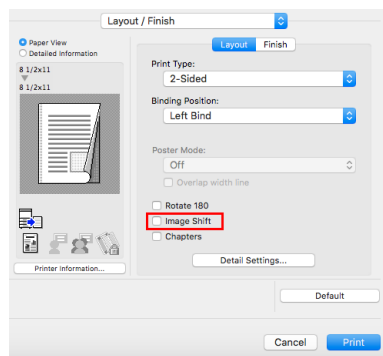 Layout / Finish
Paper View
Detailed Information
8 1/2x11
8 1/2x11
Printer Information...
Layout Finish
Print Type:
2-Sided
Binding Position:
Left Bind
Poster Mode:
Off
Overlap width line
Rotate 180
Image Shift
Chapters
Detail Settings...
Default
Cancel Print